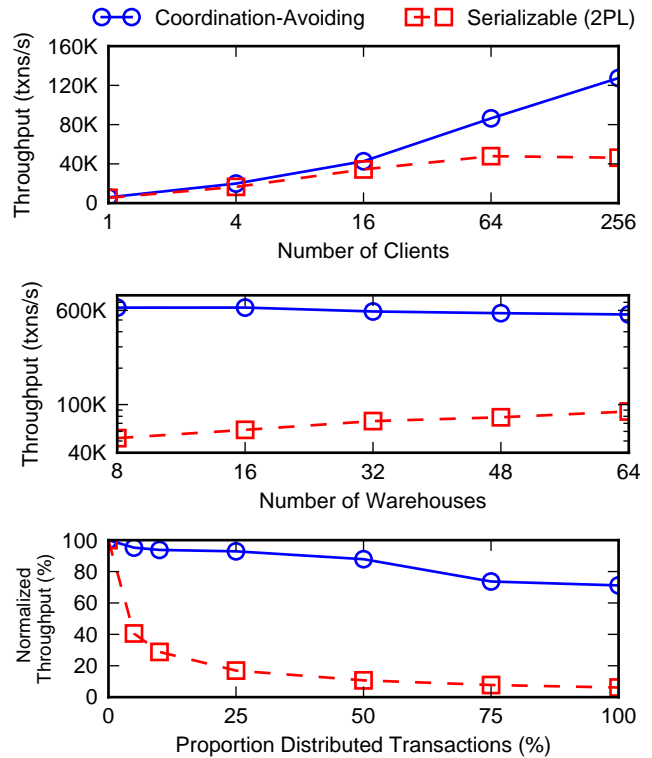 Coordination-Avoiding Serializable (2PL)
160K
120K
80K
40K
0
Throughput (txns/s)
1 4 16 64 256
Number of Clients
600K
100K
40K
Throughput (txns/s)
8 16 32 48 64
Number of Warehouses
100
80
60
40
20
0
Normalized
Throughput (%)
0 25 50 75 100
Proportion Distributed Transactions (%)